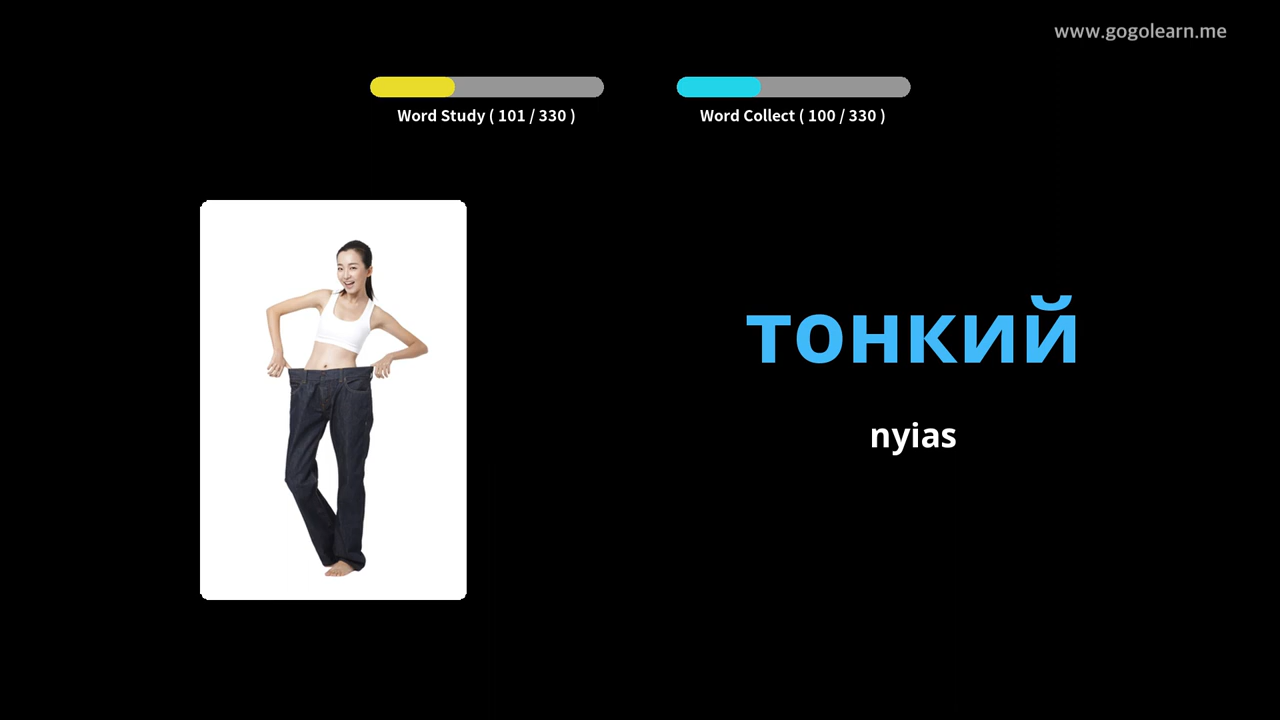 www.gogolearn.me
Word Study ( 101 / 330 )
Word Collect ( 100 / 330 )
тонкий
nyias